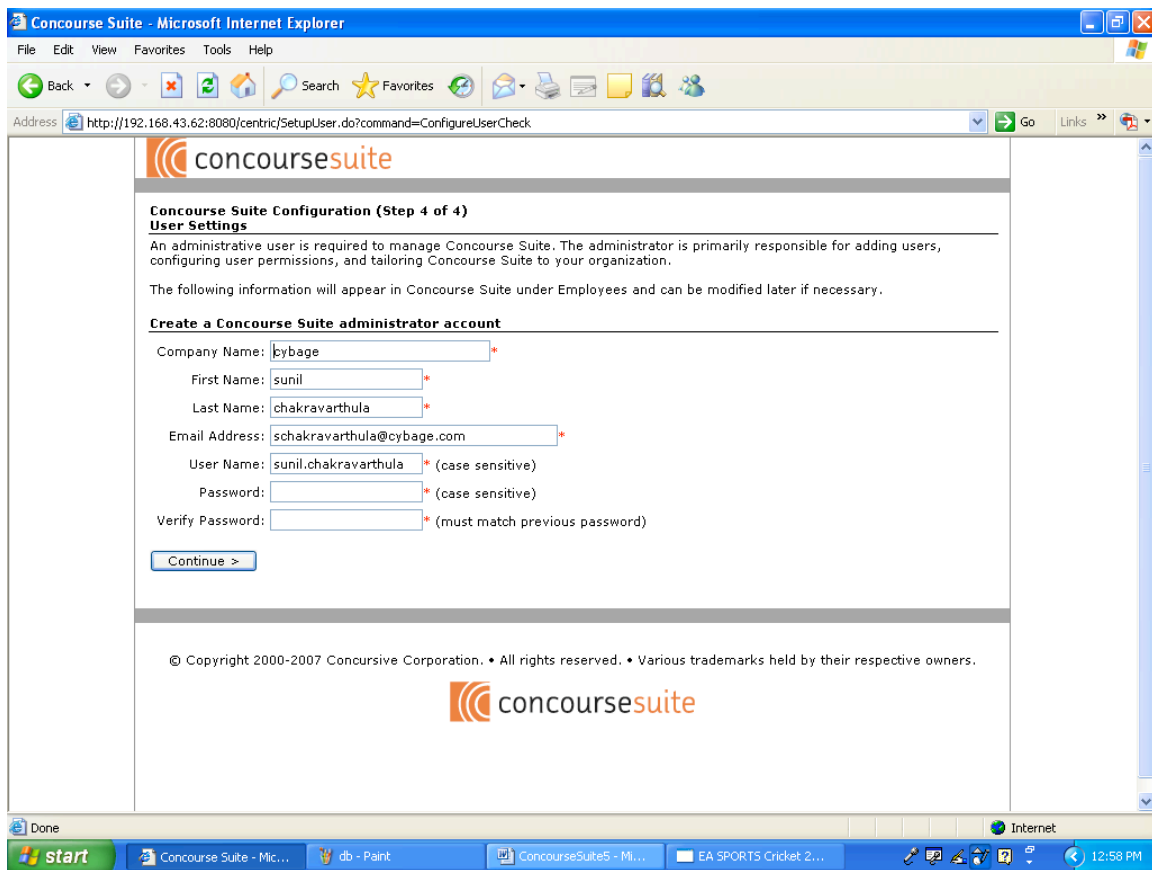 Concourse Suite - Microsoft Internet Explorer
File Edit View Favorites Tools Help
Back Search Favorites
Address http://192.168.43.62:8080/centric/SetupUser.do?command=ConfigureUserCheck Go Links »
concoursesuite
Concourse Suite Configuration (Step 4 of 4)
User Settings
An administrative user is required to manage Concourse Suite. The administrator is primarily responsible for adding users,
configuring user permissions, and tailoring Concourse Suite to your organization.
The following information will appear in Concourse Suite under Employees and can be modified later if necessary.
Create a Concourse Suite administrator account
Company Name: cybage *
First Name: sunil *
Last Name: chakravarthula *
Email Address: schakravarthula@cybage.com *
User Name: sunil.chakravarthula * (case sensitive)
Password: * (case sensitive)
Verify Password: * (must match previous password)
Continue >
© Copyright 2000-2007 Concursive Corporation. • All rights reserved. • Various trademarks held by their respective owners.
concoursesuite
Done Internet
start Concourse Suite - Mic... db - Paint ConcourseSuite5 - Mi... EA SPORTS Cricket 2... 12:58 PM